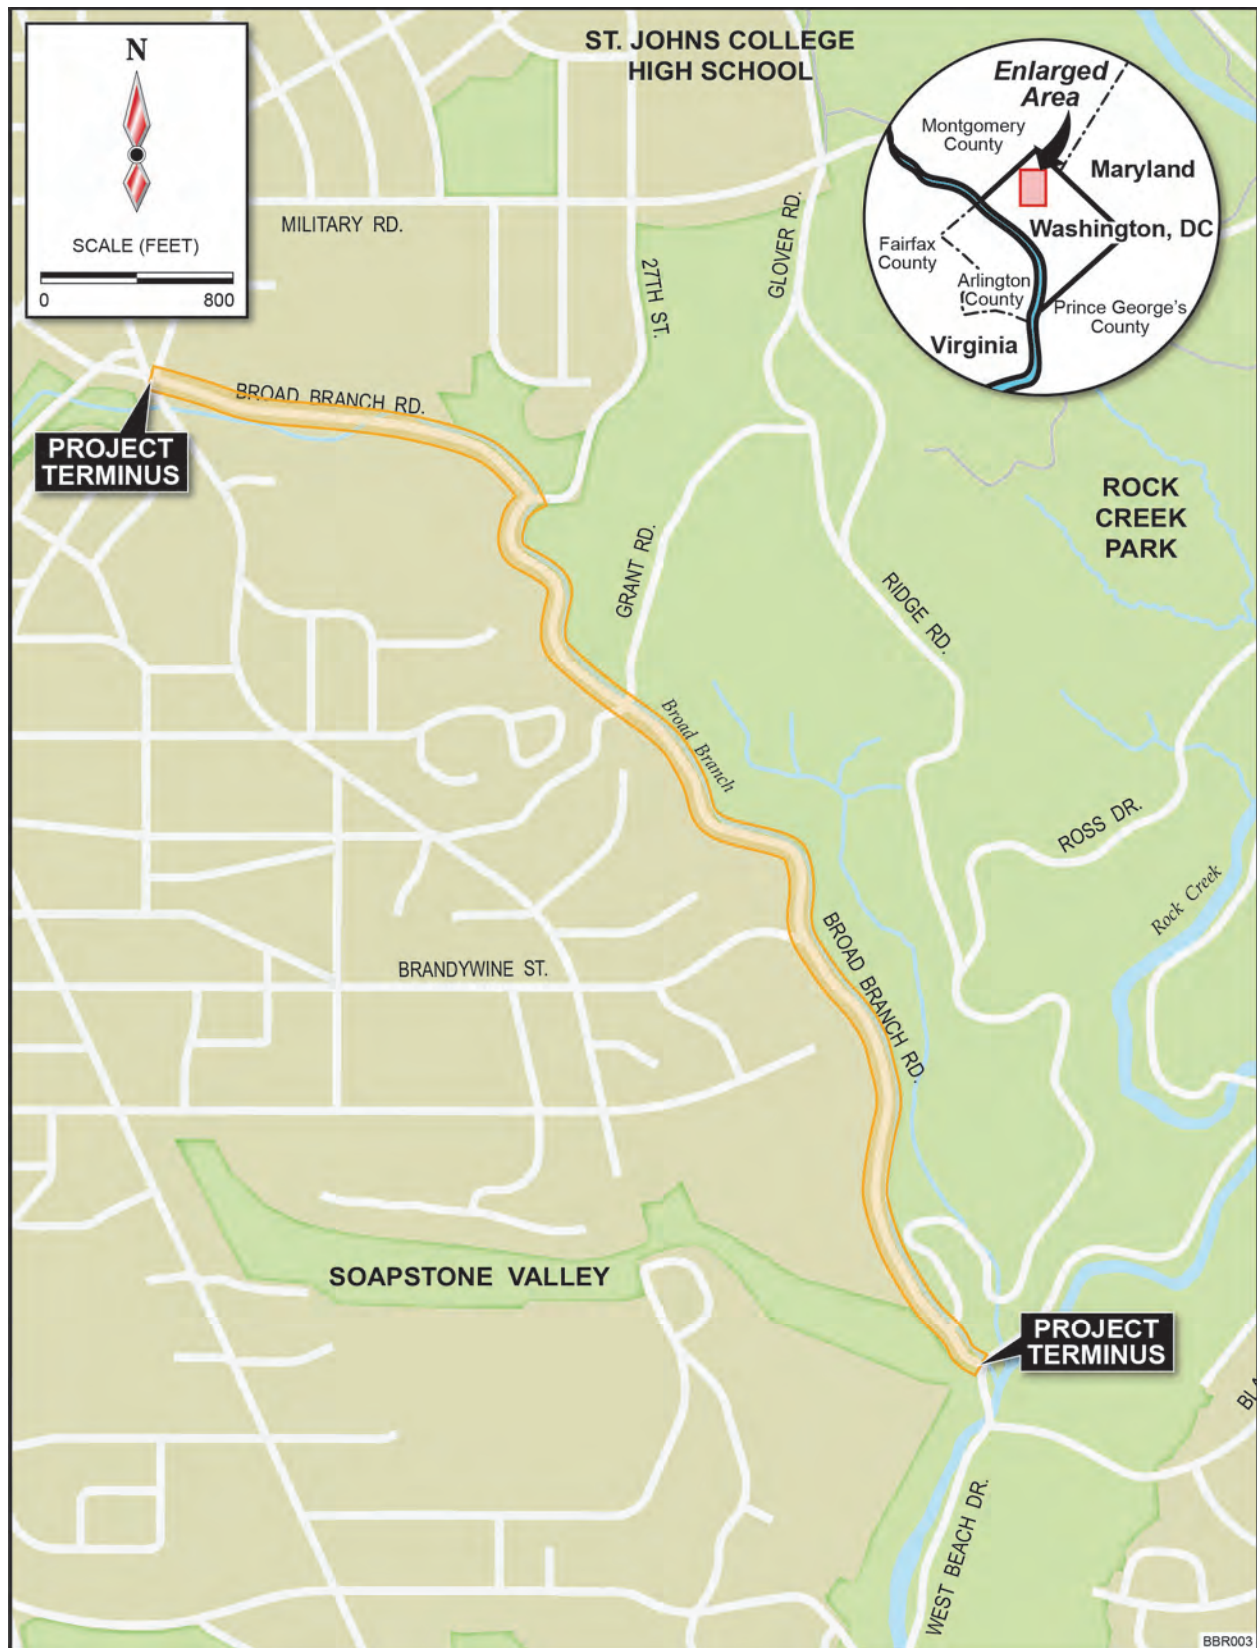 N
SCALE (FEET)
0 800
ST. JOHNS COLLEGE
HIGH SCHOOL
Enlarged
Area
Montgomery
County
Maryland
Washington, DC
Fairfax
County
Arlington
County
Prince George's
County
Virginia
MILITARY RD.
27TH ST.
GLOVER RD.
BROAD BRANCH RD.
PROJECT
TERMINUS
ROCK
CREEK
PARK
GRANT RD.
RIDGE RD.
Broad Branch
ROSS DR.
Rock Creek
BROAD BRANCH RD.
BRANDYWINE ST.
SOAPSTONE VALLEY
PROJECT
TERMINUS
WEST BEACH DR.
BBR003